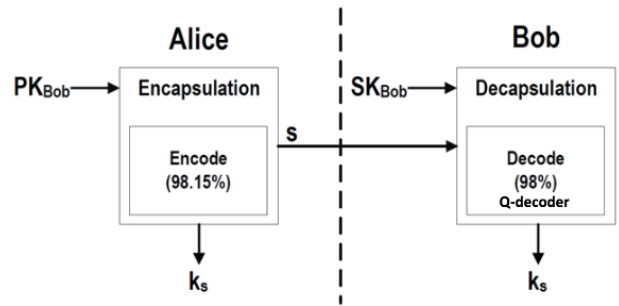 Alice
Bob
PKBob
Encapsulation
SKBob
Decapsulation
s
Encode
(98.15%)
Decode
(98%)
Q-decoder
ks
ks